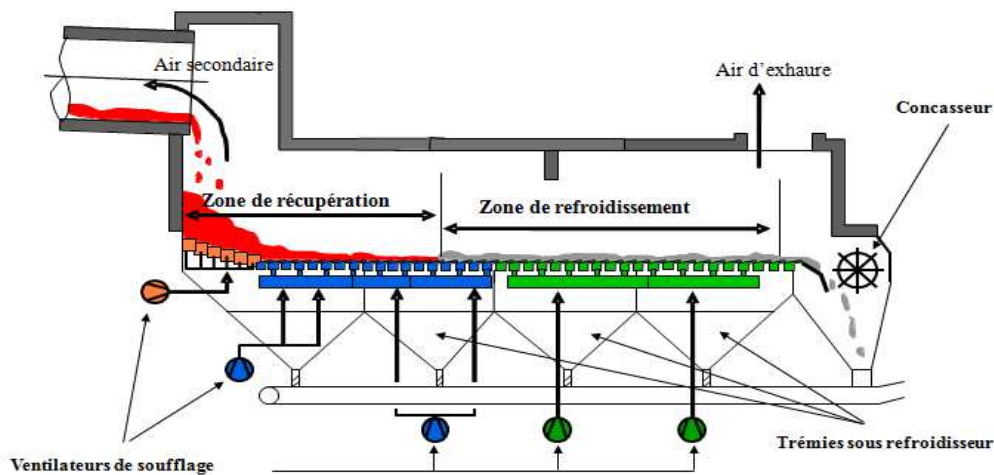 Air secondaire
Air d'exhaure
Concasseur
Zone de récupération
Zone de refroidissement
Ventilateurs de soufflage
Trémies sous refroidisseur